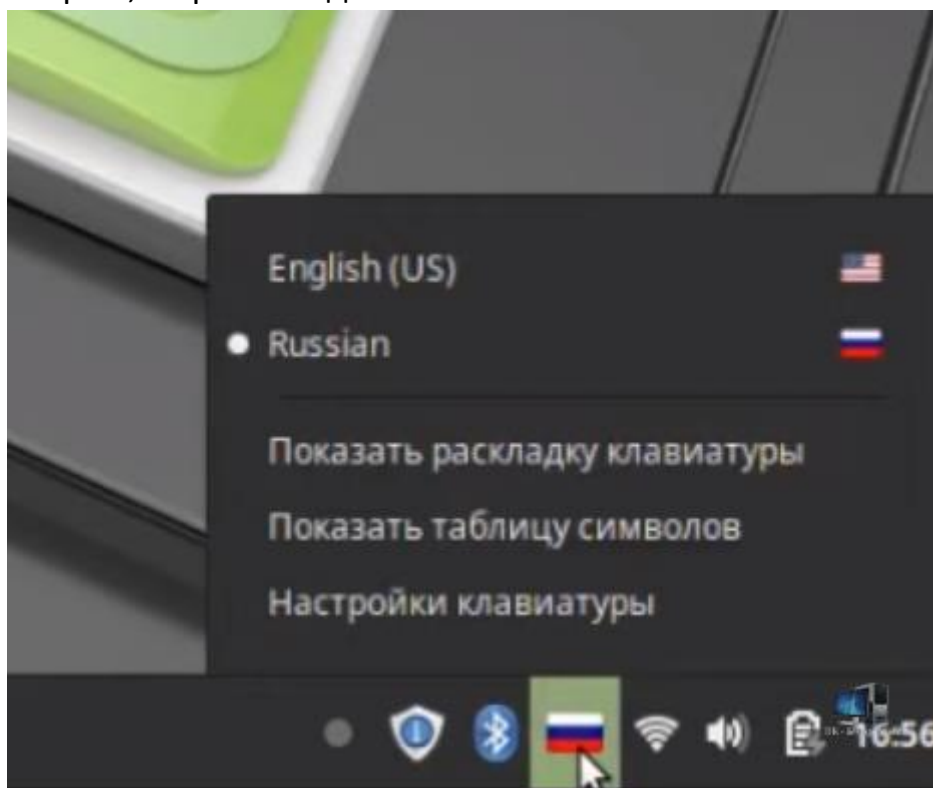 English (US)
Russian
Показать раскладку клавиатуры
Показать таблицу символов
Настройки клавиатуры
16:56